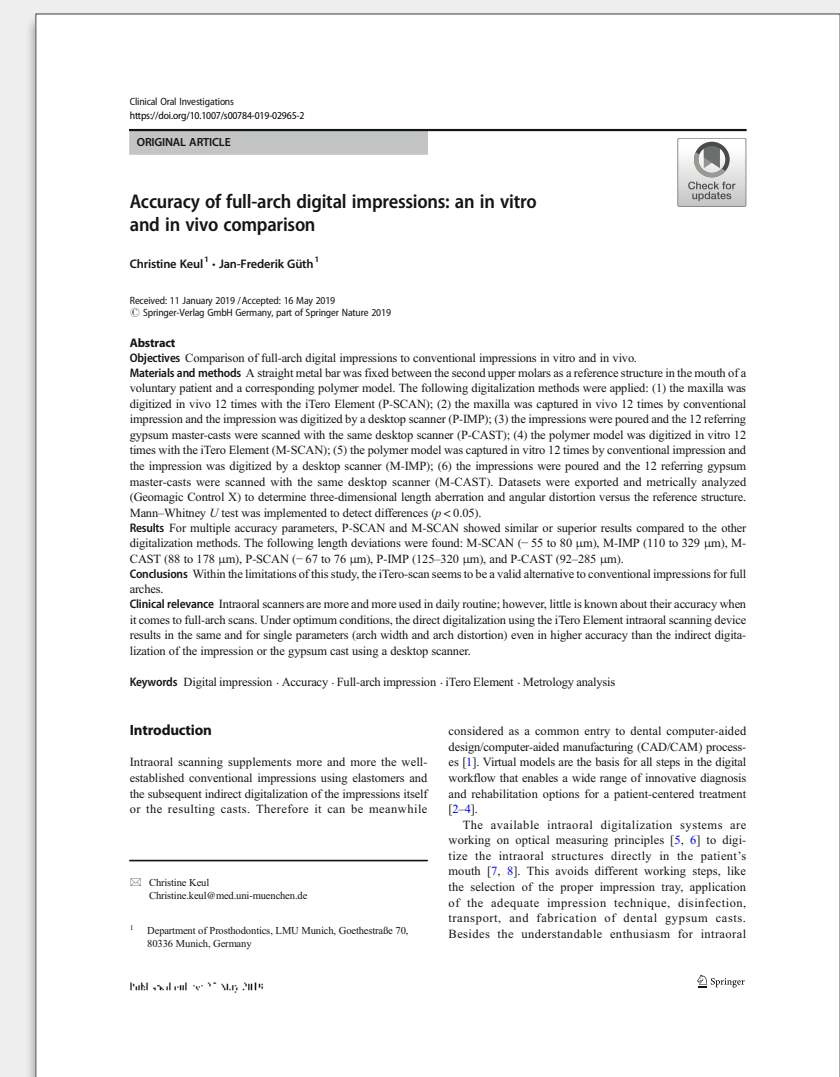 Clinical Oral Investigations
https://doi.org/10.1007/s00784-019-02965-2
ORIGINAL ARTICLE
Check for
updates
Accuracy of full-arch digital impressions: an in vitro
and in vivo comparison
Christine Keul 1 · Jan-Frederik Güth 1
Received: 11 January 2019 / Accepted: 16 May 2019
© Springer-Verlag GmbH Germany, part of Springer Nature 2019
Abstract
Objectives Comparison of full-arch digital impressions to conventional impressions in vitro and in vivo.
Materials and methods A straight metal bar was fixed between the second upper molars as a reference structure in the mouth of a
voluntary patient and a corresponding polymer model. The following digitalization methods were applied: (1) the maxilla was
digitized in vivo 12 times with the iTero Element (P-SCAN); (2) the maxilla was captured in vivo 12 times by conventional
impression and the impression was digitized by a desktop scanner (P-IMP); (3) the impressions were poured and the 12 referring
gypsum master-casts were scanned with the same desktop scanner (P-CAST); (4) the polymer model was digitized in vitro 12
times with the iTero Element (M-SCAN); (5) the polymer model was captured in vitro 12 times by conventional impression and
the impression was digitized by a desktop scanner (M-IMP); (6) the impressions were poured and the 12 referring gypsum
master-casts were scanned with the same desktop scanner (M-CAST). Datasets were exported and metrically analyzed
(Geomagic Control X) to determine three-dimensional length aberration and angular distortion versus the reference structure.
Mann–Whitney U test was implemented to detect differences (p < 0.05).
Results For multiple accuracy parameters, P-SCAN and M-SCAN showed similar or superior results compared to the other
digitalization methods. The following length deviations were found: M-SCAN (− 55 to 80 μm), M-IMP (110 to 329 μm), M-
CAST (88 to 178 μm), P-SCAN (− 67 to 76 μm), P-IMP (125–320 μm), and P-CAST (92–285 μm).
Conclusions Within the limitations of this study, the iTero-scan seems to be a valid alternative to conventional impressions for full
arches.
Clinical relevance Intraoral scanners are more and more used in daily routine; however, little is known about their accuracy when
it comes to full-arch scans. Under optimum conditions, the direct digitalization using the iTero Element intraoral scanning device
results in the same and for single parameters (arch width and arch distortion) even in higher accuracy than the indirect digita-
lization of the impression or the gypsum cast using a desktop scanner.
Keywords Digital impression · Accuracy · Full-arch impression · iTero Element · Metrology analysis
Introduction
Intraoral scanning supplements more and more the well-
established conventional impressions using elastomers and
the subsequent indirect digitalization of the impressions itself
or the resulting casts. Therefore it can be meanwhile
considered as a common entry to dental computer-aided
design/computer-aided manufacturing (CAD/CAM) process-
es [1]. Virtual models are the basis for all steps in the digital
workflow that enables a wide range of innovative diagnosis
and rehabilitation options for a patient-centered treatment
[2–4].
The available intraoral digitalization systems are
working on optical measuring principles [5, 6] to digi-
tize the intraoral structures directly in the patient's
mouth [7, 8]. This avoids different working steps, like
the selection of the proper impression tray, application
of the adequate impression technique, disinfection,
transport, and fabrication of dental gypsum casts.
Besides the understandable enthusiasm for intraoral
Christine Keul
Christine.keul@med.uni-muenchen.de
1 Department of Prosthodontics, LMU Munich, Goethestraße 70,
80336 Munich, Germany
Springer